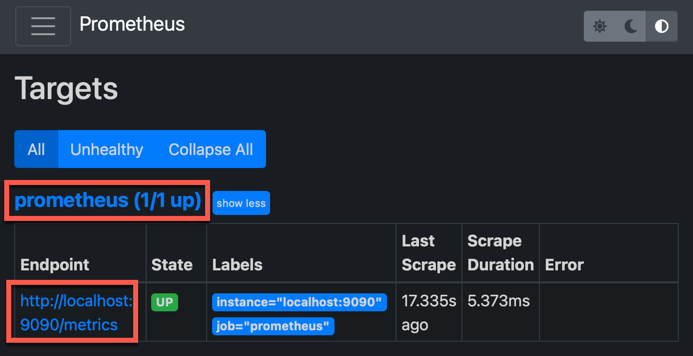 Prometheus
Targets
All Unhealthy Collapse All
prometheus (1/1 up) show less
Endpoint State Labels Last Scrape Scrape Duration Error
http://localhost:9090/metrics UP instance="localhost:9090" job="prometheus" 17.335s ago 5.373ms